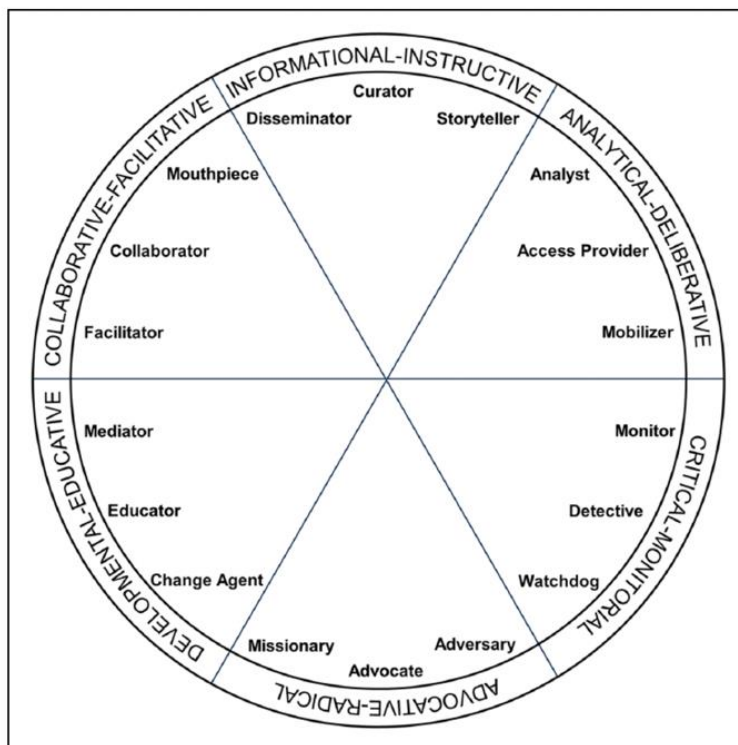 INFORMATIONAL-INSTRUCTIVE
Disseminator
Curator
Storyteller
ANALYTICAL-DELIBERATIVE
Analyst
Access Provider
Mobilizer
CRITICAL-MONITORIAL
Monitor
Detective
Watchdog
ADVOCATIVE-RADICAL
Adversary
Advocate
Missionary
DEVELOPMENTAL-EDUCATIVE
Change Agent
Educator
Mediator
COLLABORATIVE-FACILITATIVE
Facilitator
Collaborator
Mouthpiece